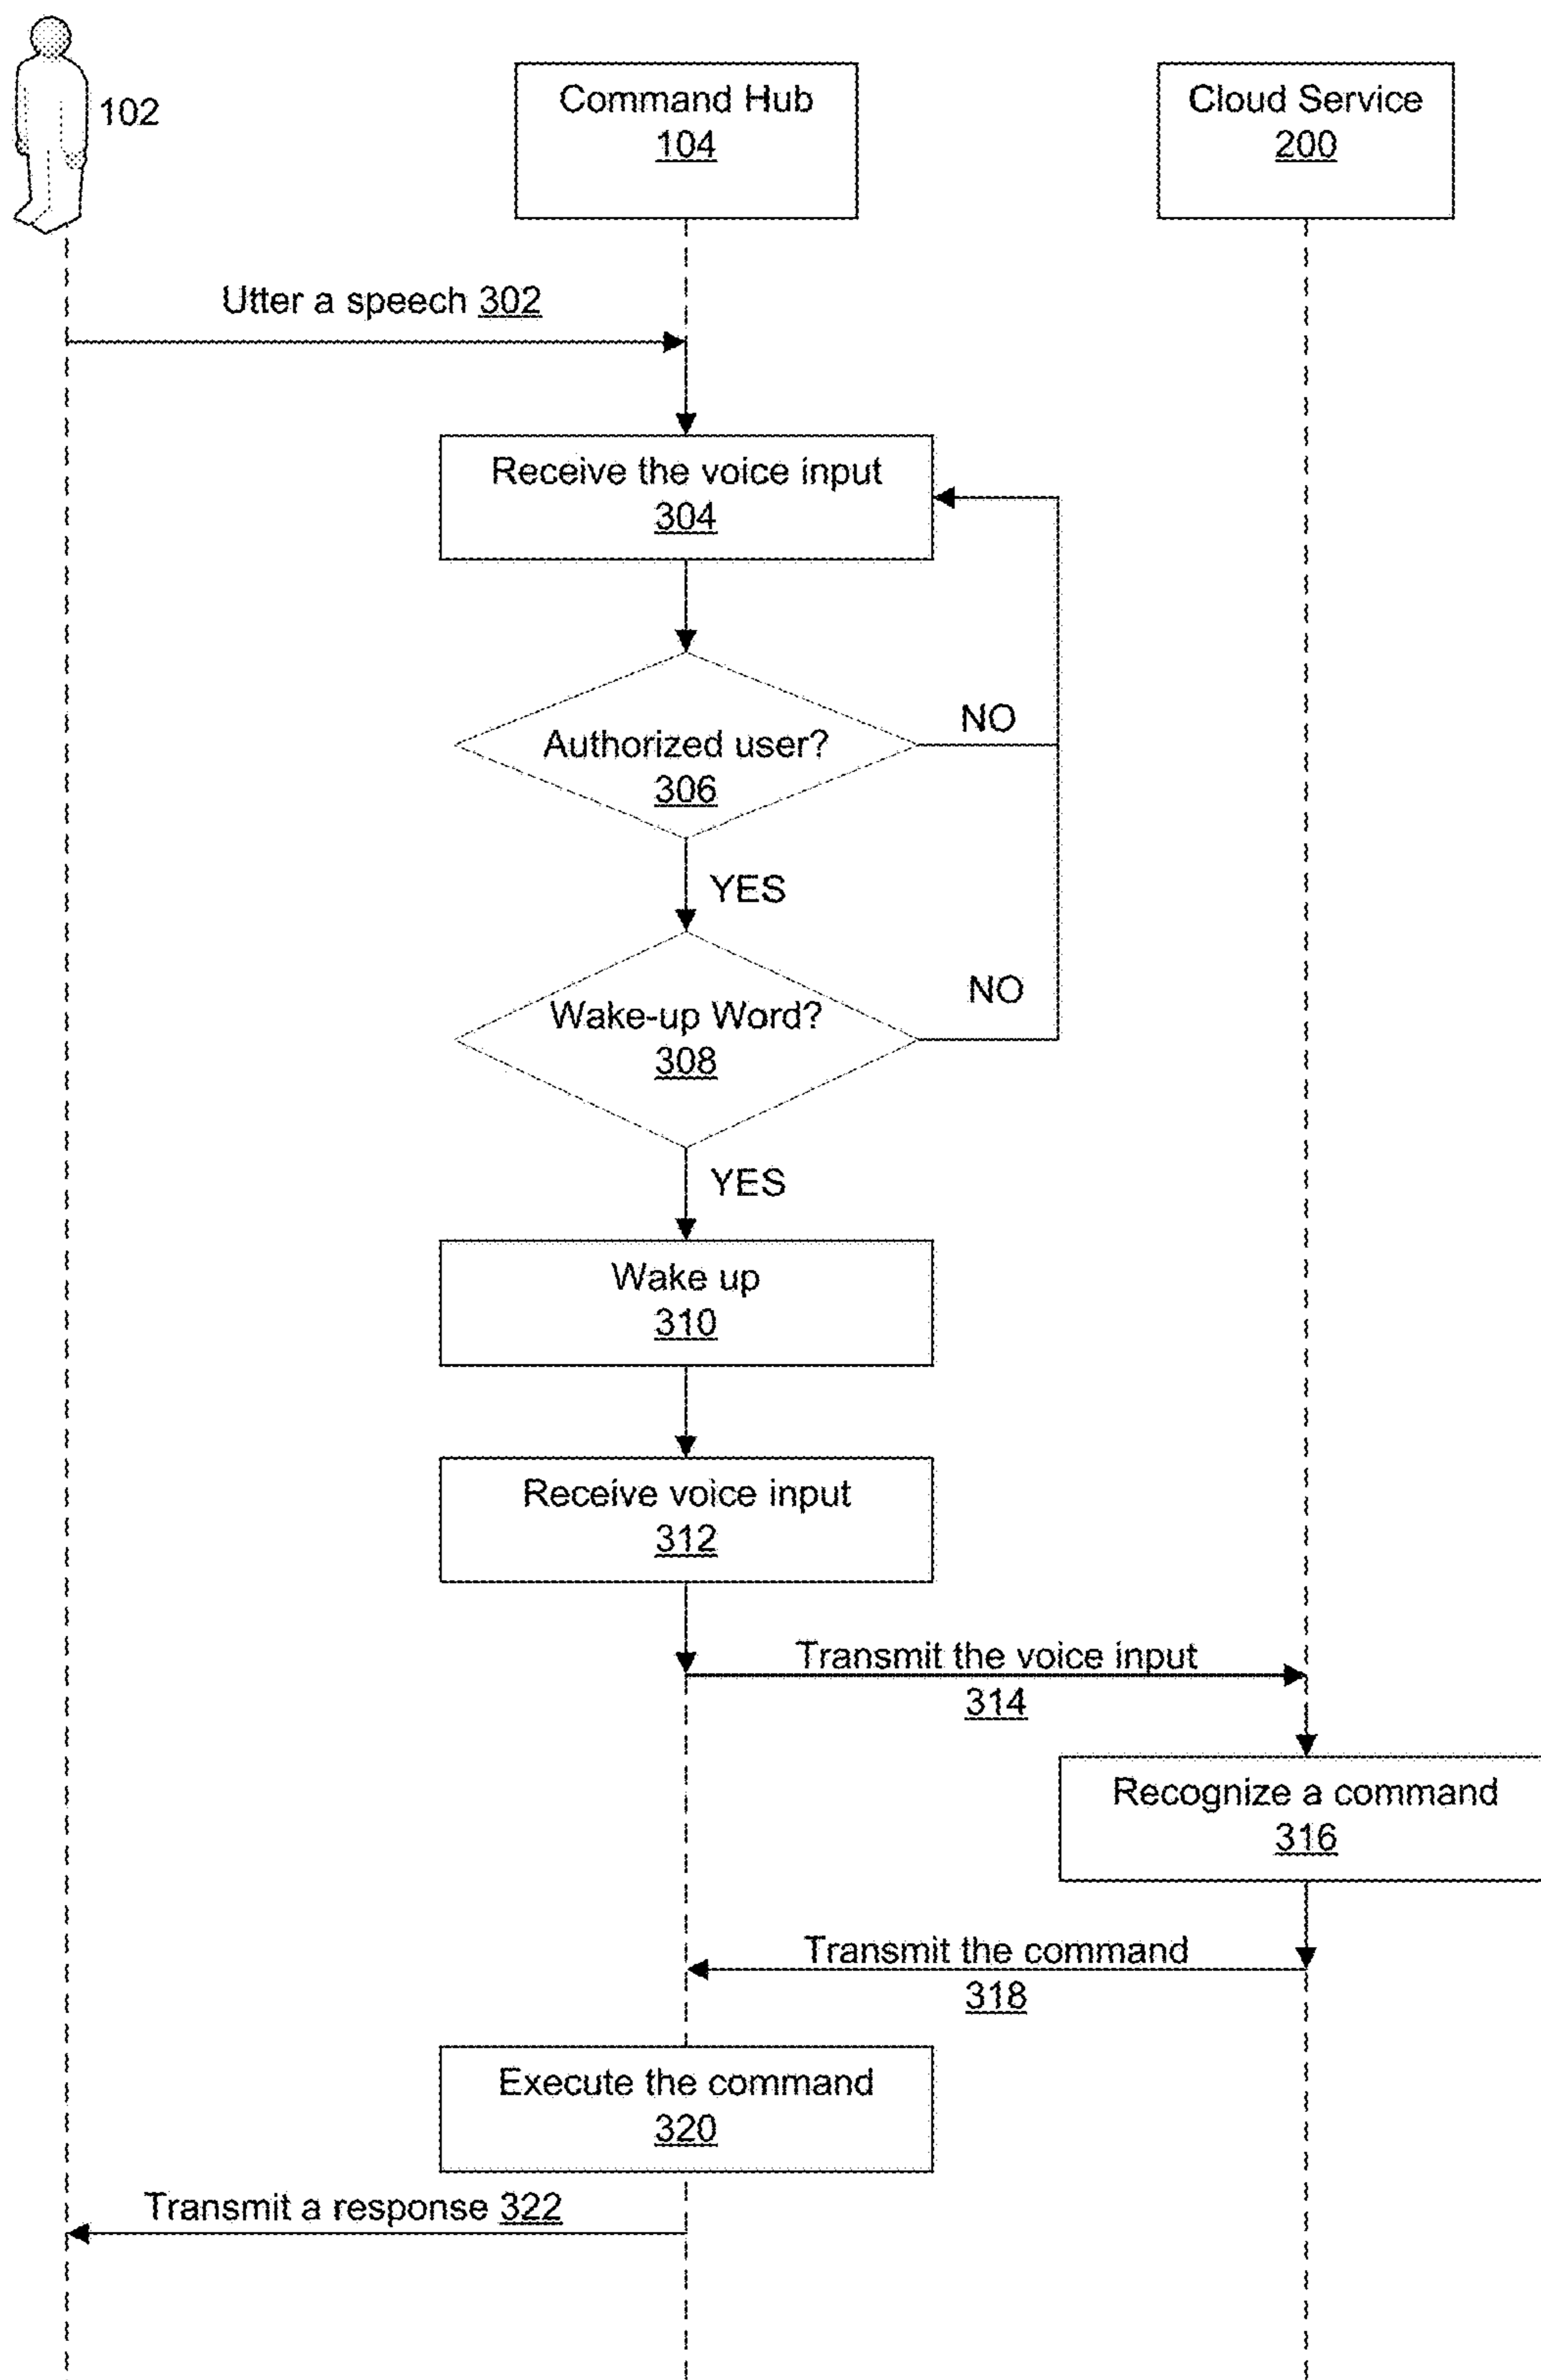 102
Command Hub
104
Cloud Service
200
Utter a speech 302
Receive the voice input
304
NO
Authorized user?
306
YES
NO
Wake-up Word?
308
YES
Wake up
310
Receive voice input
312
Transmit the voice input
314
Recognize a command
316
Transmit the command
318
Execute the command
320
Transmit a response 322